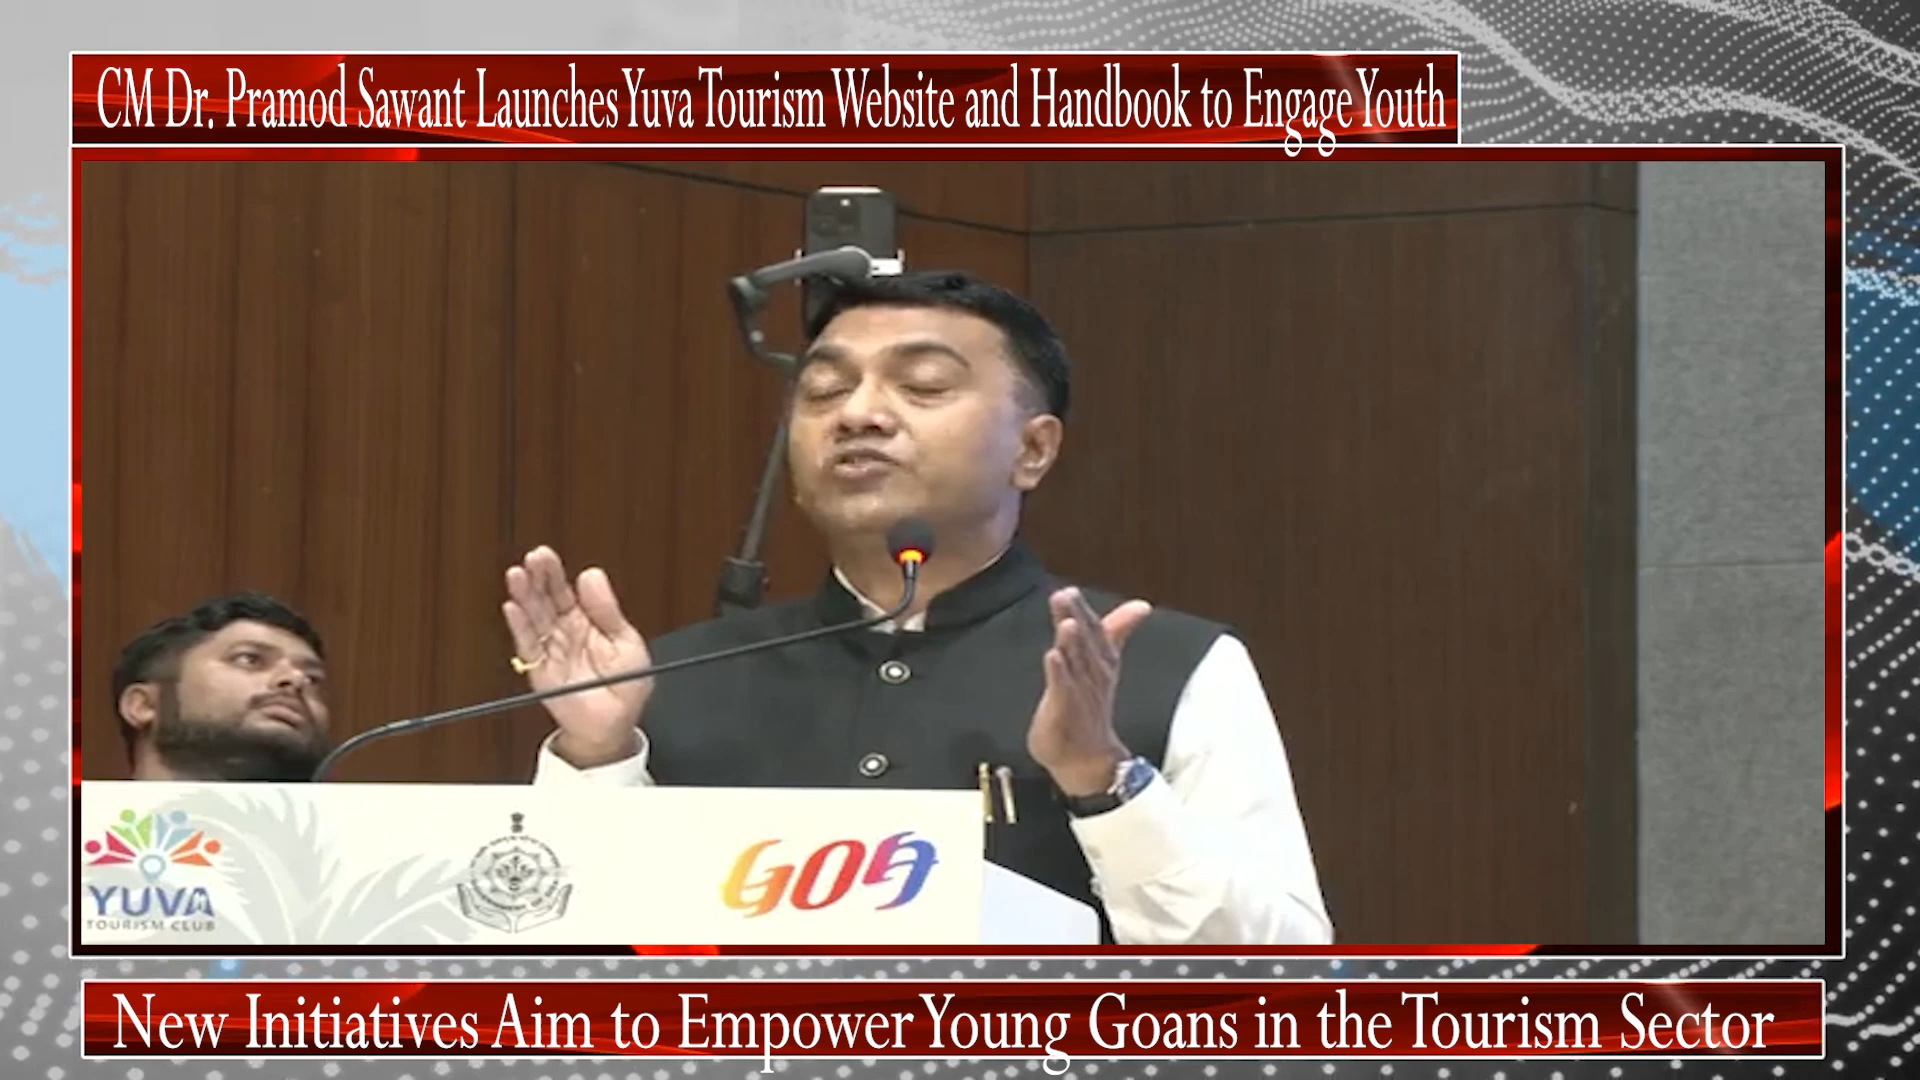 CM Dr. Pramod Sawant Launches Yuva Tourism Website and Handbook to Engage Youth
YUVA
TOURISM CLUB
GOA
New Initiatives Aim to Empower Young Goans in the Tourism Sector